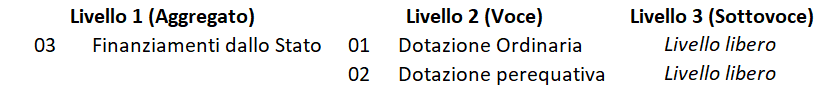 Livello 1 (Aggregato) Livello 2 (Voce) Livello 3 (Sottovoce)
03 Finanziamenti dallo Stato 01 Dotazione Ordinaria Livello libero
02 Dotazione perequativa Livello libero